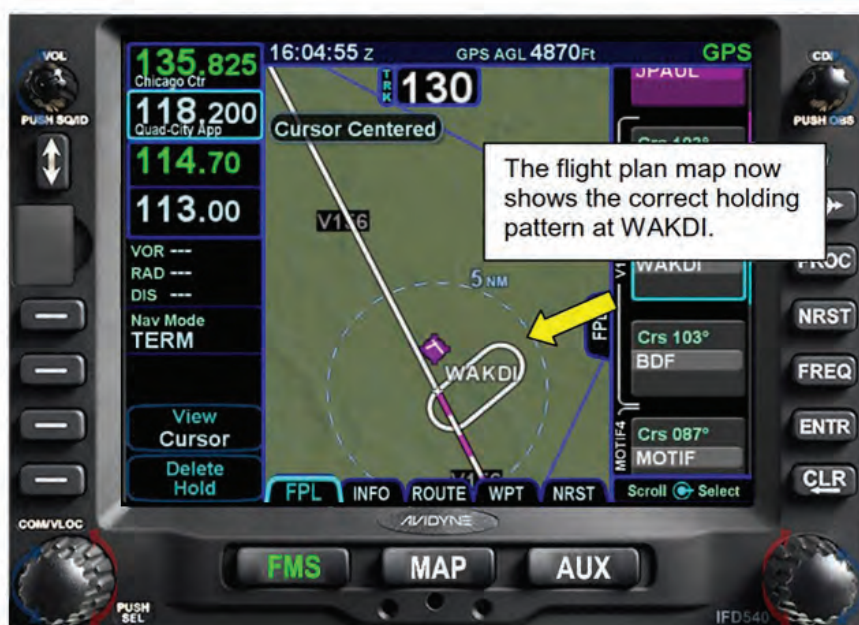 VOL
PUSH SQ/ID
135.825
Chicago Ctr
118.200
Quad-City App
114.70
113.00
VOR ---
RAD ---
DIS ---
Nav Mode
TERM
View
Cursor
Delete
Hold
16:04:55 Z
GPS AGL 4870Ft
GPS
TRK 130
Cursor Centered
V156
5 NM
WAKDI
The flight plan map now
shows the correct holding
pattern at WAKDI.
JPAUL
WAKDI
FPL
Crs 103°
BDF
MOTIF4
Crs 087°
MOTIF
FPL
INFO
ROUTE
WPT
NRST
Scroll Select
PUSH OBS
PROC
NRST
FREQ
ENTR
CLR
COM/VLOC
PUSH
SEL
AVIDYNE
FMS
MAP
AUX
IFD540